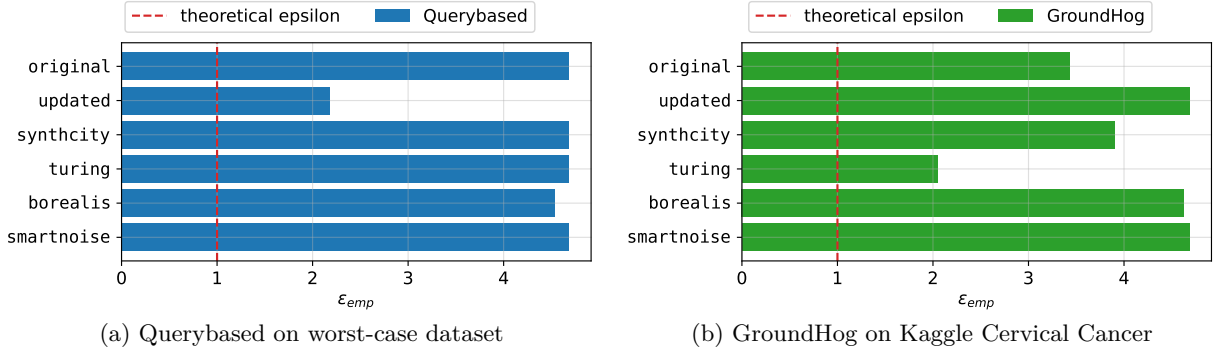 theoretical epsilon Querybased
original
updated
synthcity
turing
borealis
smartnoise
0 1 2 3 4
ε_emp
(a) Querybased on worst-case dataset
theoretical epsilon GroundHog
original
updated
synthcity
turing
borealis
smartnoise
0 1 2 3 4
ε_emp
(b) GroundHog on Kaggle Cervical Cancer